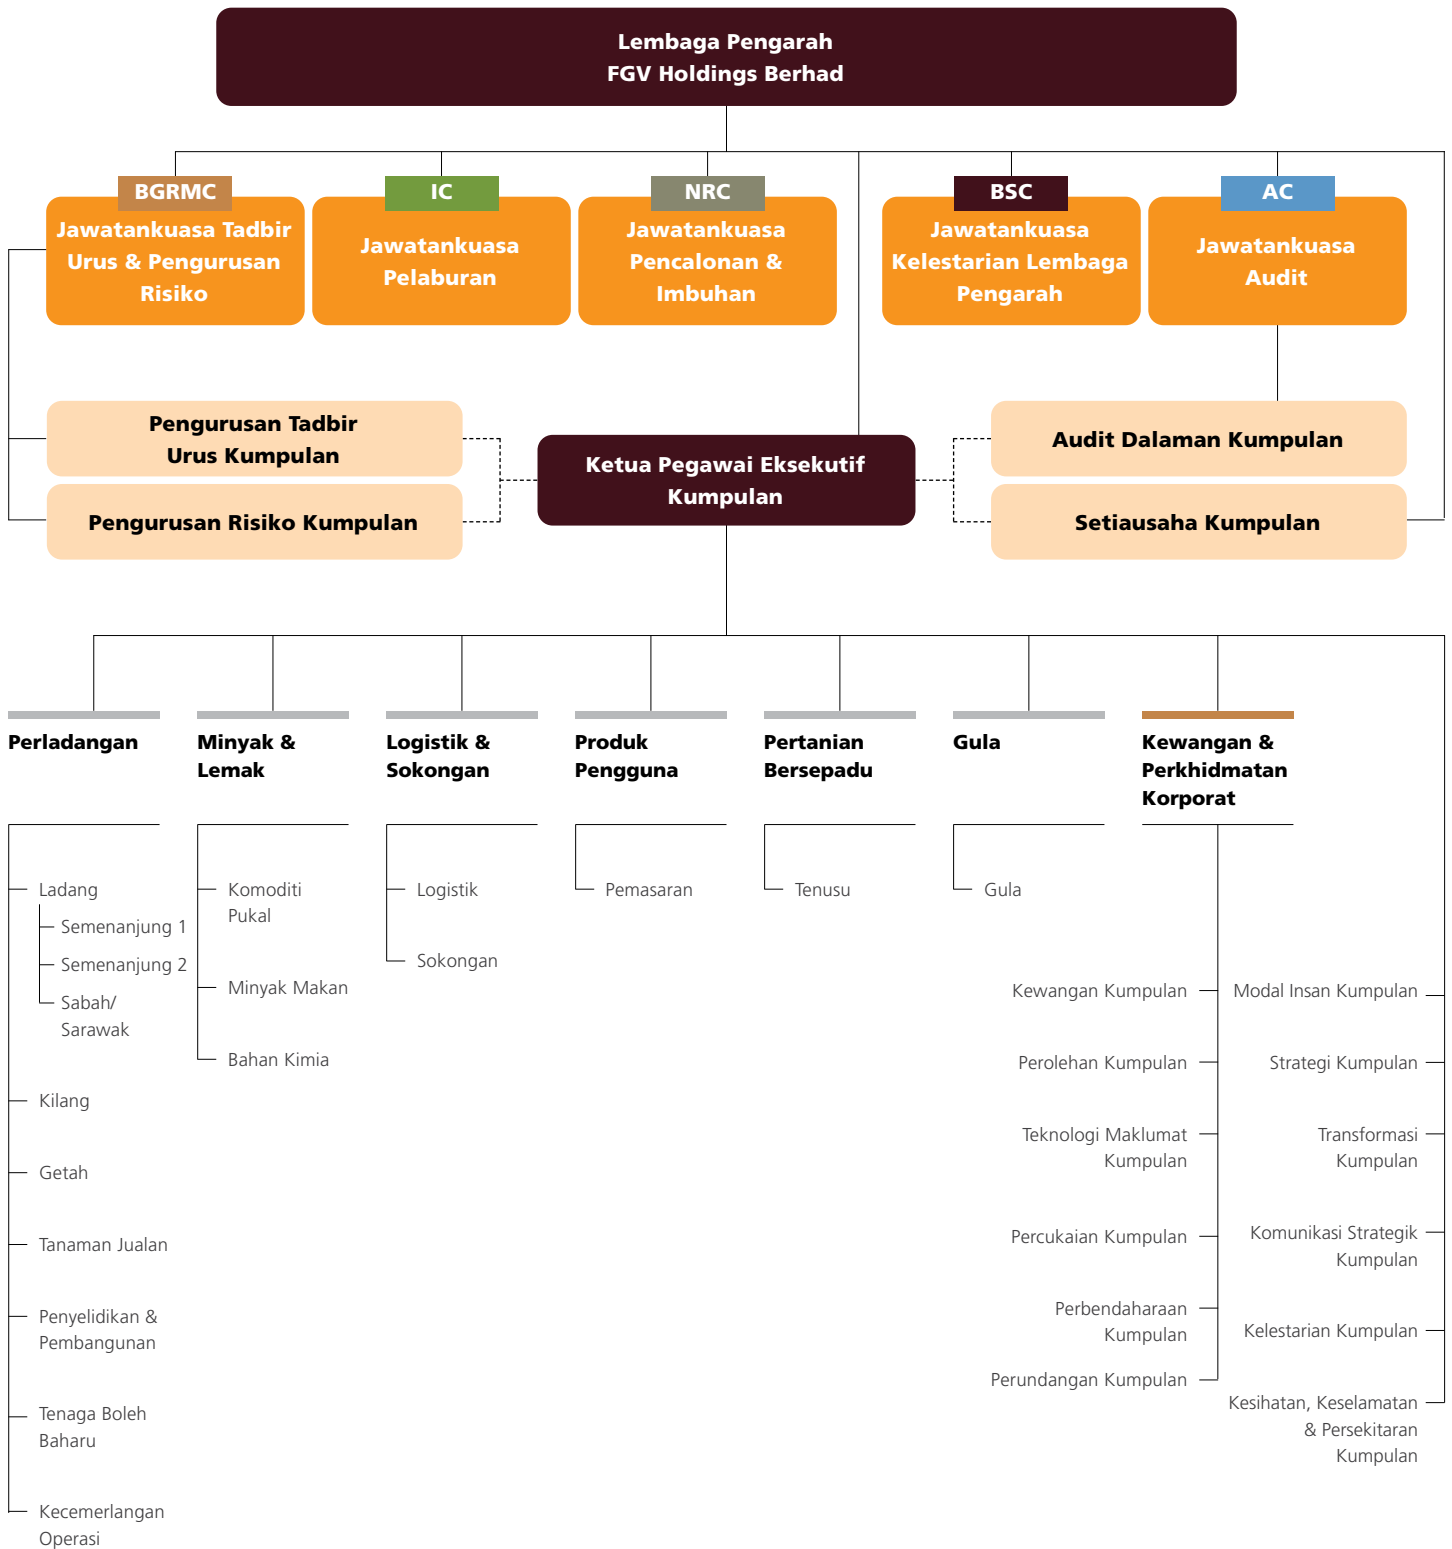 Lembaga Pengarah
FGV Holdings Berhad
BGRMC
Jawatankuasa Tadbir
Urus & Pengurusan
Risiko
IC
Jawatankuasa
Pelaburan
NRC
Jawatankuasa
Pencalonan &
Imbuhan
BSC
Jawatankuasa
Kelestarian Lembaga
Pengarah
AC
Jawatankuasa
Audit
Pengurusan Tadbir
Urus Kumpulan
Pengurusan Risiko Kumpulan
Ketua Pegawai Eksekutif
Kumpulan
Audit Dalaman Kumpulan
Setiausaha Kumpulan
Perladangan
Ladang
Semenanjung 1
Semenanjung 2
Sabah/
Sarawak
Kilang
Getah
Tanaman Jualan
Penyelidikan &
Pembangunan
Tenaga Boleh
Baharu
Kecemerlangan
Operasi
Minyak &
Lemak
Komoditi
Pukal
Minyak Makan
Bahan Kimia
Logistik &
Sokongan
Logistik
Sokongan
Produk
Pengguna
Pemasaran
Pertanian
Bersepadu
Tenusu
Gula
Gula
Kewangan &
Perkhidmatan
Korporat
Kewangan Kumpulan
Perolehan Kumpulan
Teknologi Maklumat
Kumpulan
Percukaian Kumpulan
Perbendaharaan
Kumpulan
Perundangan Kumpulan
Modal Insan Kumpulan
Strategi Kumpulan
Transformasi
Kumpulan
Komunikasi Strategik
Kumpulan
Kelestarian Kumpulan
Kesihatan, Keselamatan
& Persekitaran
Kumpulan